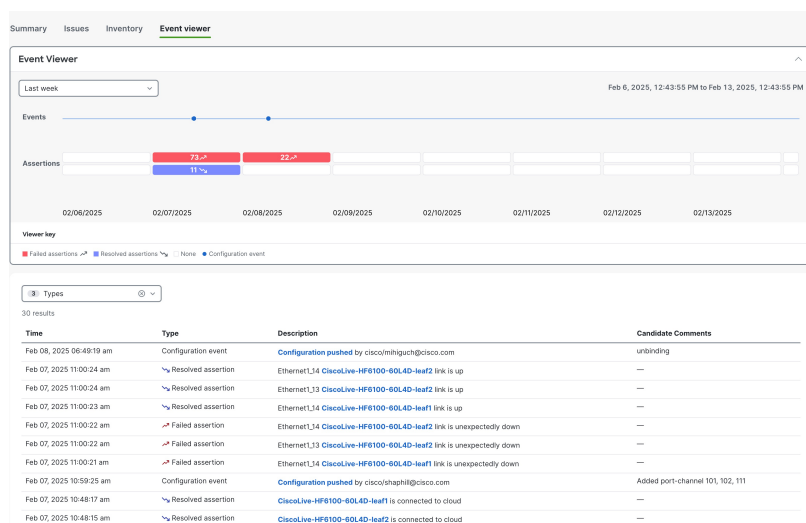 Summary Issues Inventory Event viewer
Event Viewer
Last week
Feb 6, 2025, 12:43:55 PM to Feb 13, 2025, 12:43:55 PM
Events
73 22
Assertions
11
02/06/2025 02/07/2025 02/08/2025 02/09/2025 02/10/2025 02/11/2025 02/12/2025 02/13/2025
Viewer key
Failed assertions Resolved assertions None Configuration event
3 Types
30 results
Time Type Description Candidate Comments
Feb 08, 2025 06:49:19 am Configuration event Configuration pushed by cisco/mihiguch@cisco.com unbinding
Feb 07, 2025 11:00:24 am Resolved assertion Ethernet1_14 CiscoLive-HF6100-60L4D-leaf2 link is up —
Feb 07, 2025 11:00:24 am Resolved assertion Ethernet1_13 CiscoLive-HF6100-60L4D-leaf2 link is up —
Feb 07, 2025 11:00:23 am Resolved assertion Ethernet1_14 CiscoLive-HF6100-60L4D-leaf1 link is up —
Feb 07, 2025 11:00:22 am Failed assertion Ethernet1_14 CiscoLive-HF6100-60L4D-leaf2 link is unexpectedly down —
Feb 07, 2025 11:00:22 am Failed assertion Ethernet1_13 CiscoLive-HF6100-60L4D-leaf2 link is unexpectedly down —
Feb 07, 2025 11:00:21 am Failed assertion Ethernet1_14 CiscoLive-HF6100-60L4D-leaf1 link is unexpectedly down —
Feb 07, 2025 10:59:25 am Configuration event Configuration pushed by cisco/shaphill@cisco.com Added port-channel 101, 102, 111
Feb 07, 2025 10:48:17 am Resolved assertion CiscoLive-HF6100-60L4D-leaf1 is connected to cloud —
Feb 07, 2025 10:48:15 am Resolved assertion CiscoLive-HF6100-60L4D-leaf2 is connected to cloud —